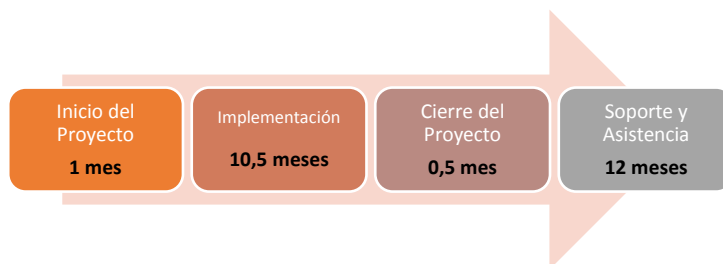 Inicio del
Proyecto
1 mes
Implementación
10,5 meses
Cierre del
Proyecto
0,5 mes
Soporte y
Asistencia
12 meses